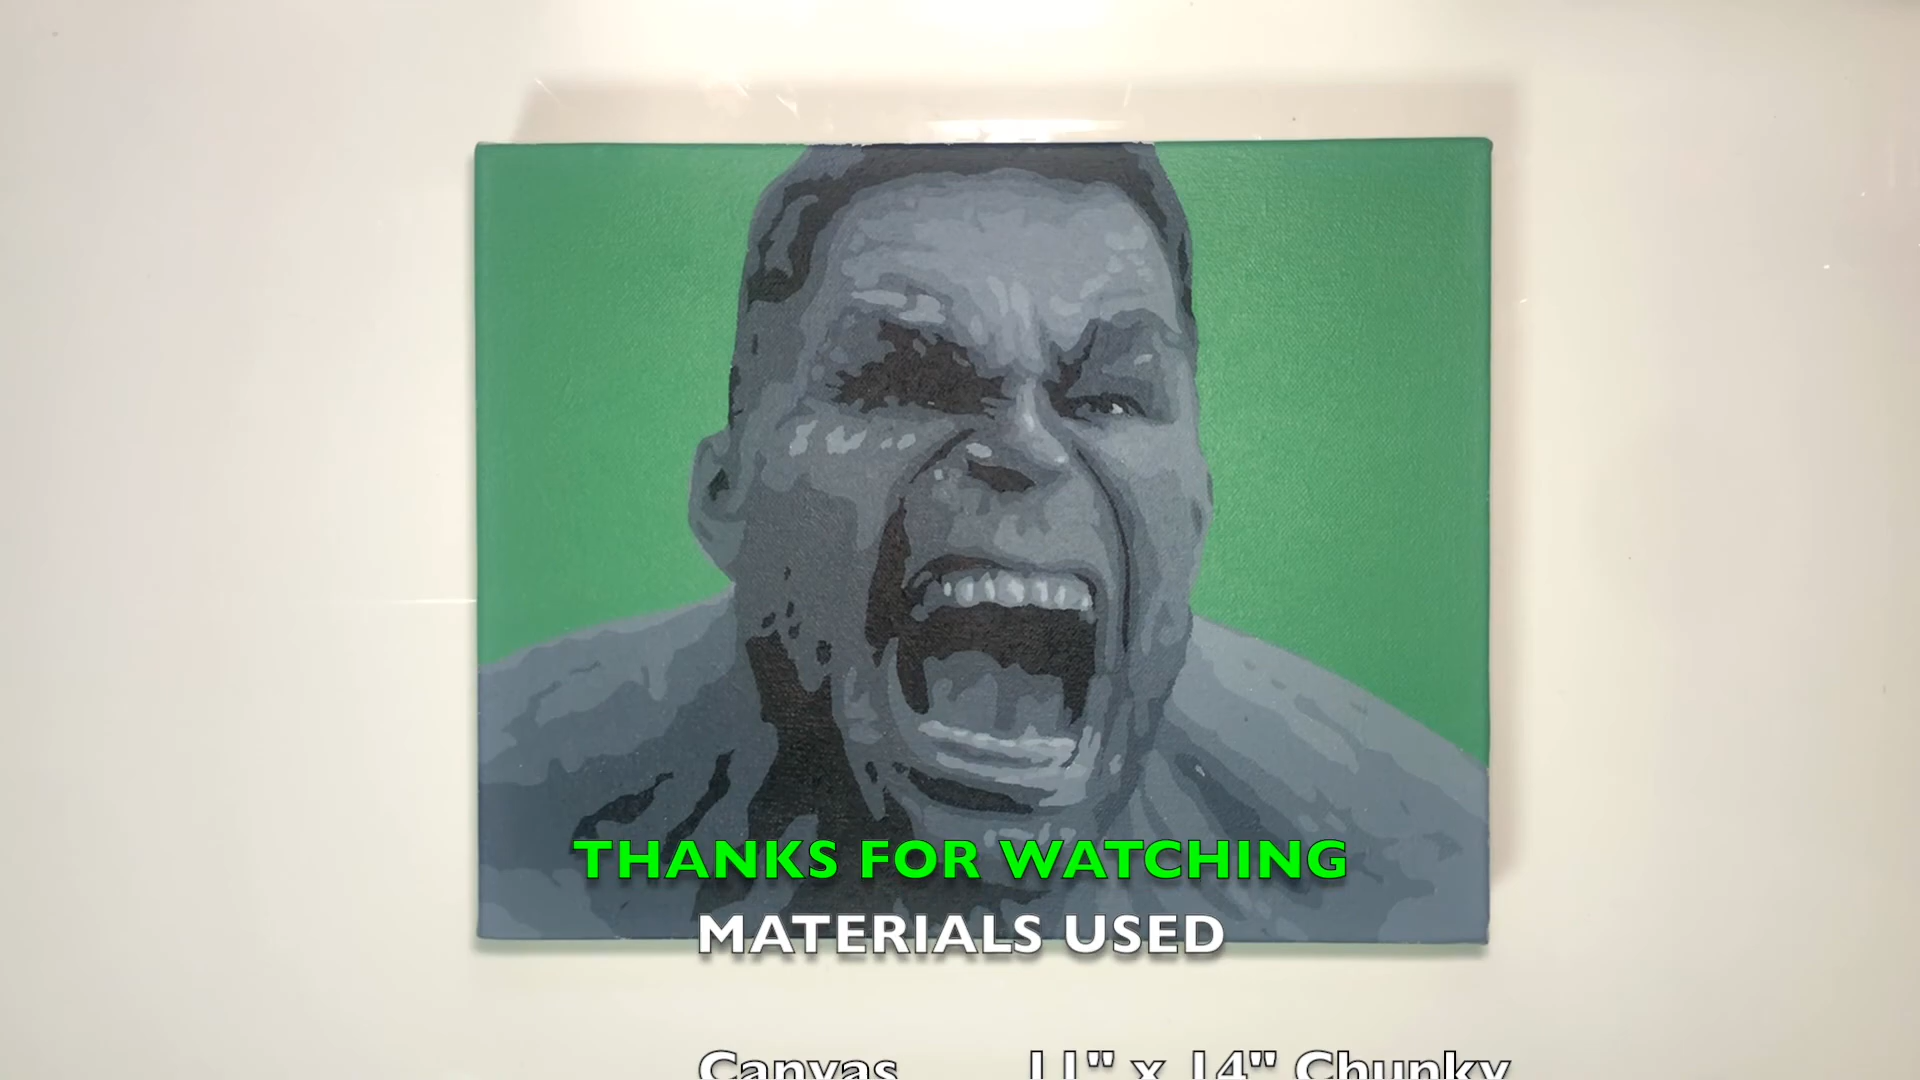 THANKS FOR WATCHING
MATERIALS USED
Canvas 11" x 14" Chunky